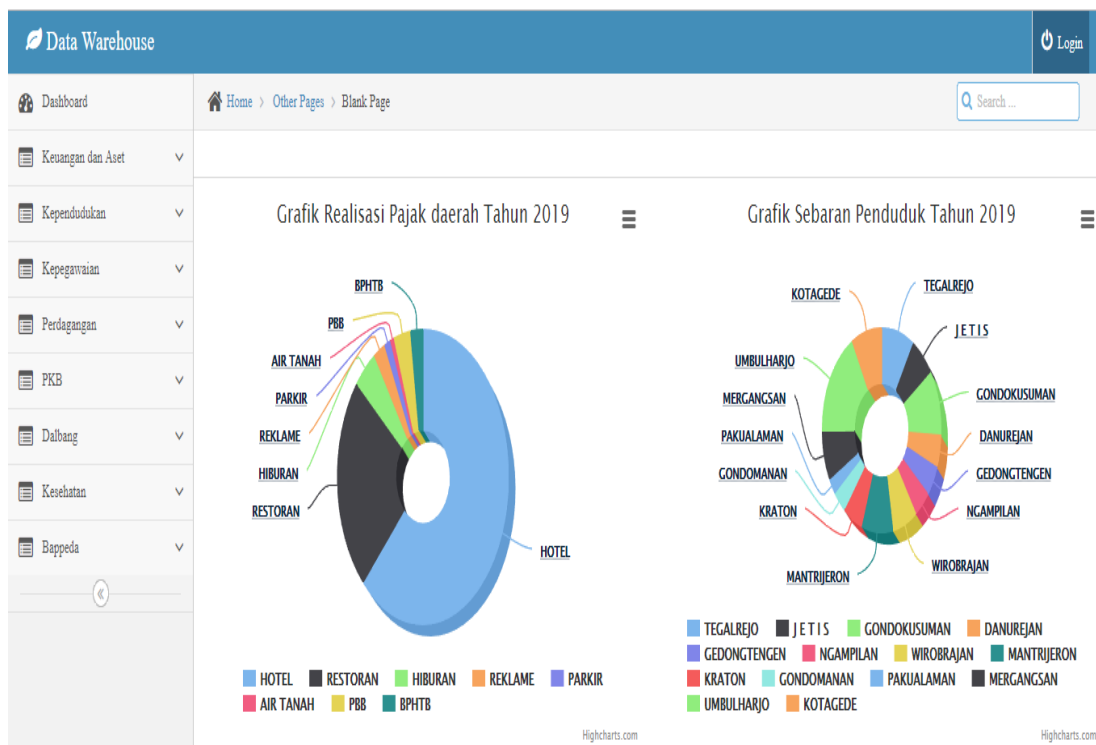 Data Warehouse
Login
Dashboard
Keuangan dan Aset
Kependudukan
Kepegawaian
Perdagangan
PKB
Dalbang
Kesehatan
Bappeda
Home > Other Pages > Blank Page
Search ...
Grafik Realisasi Pajak daerah Tahun 2019
BPHTB
PBB
AIR TANAH
PARKIR
REKLAME
HIBURAN
RESTORAN
HOTEL
HOTEL RESTORAN HIBURAN REKLAME PARKIR
AIR TANAH PBB BPHTB
Highcharts.com
Grafik Sebaran Penduduk Tahun 2019
KOTAGEDE
TEGALREJO
J E T I S
UMBULHARJO
MERGANGSAN
GONDOKUSUMAN
PAKUALAMAN
DANUREJAN
GONDOMANAN
GEDONGTENGEN
KRATON
NGAMPILAN
MANTRIJERON
WIROBRAJAN
TEGALREJO J E T I S GONDOKUSUMAN DANUREJAN
GEDONGTENGEN NGAMPILAN WIROBRAJAN MANTRIJERON
KRATON GONDOMANAN PAKUALAMAN MERGANGSAN
UMBULHARJO KOTAGEDE
Highcharts.com